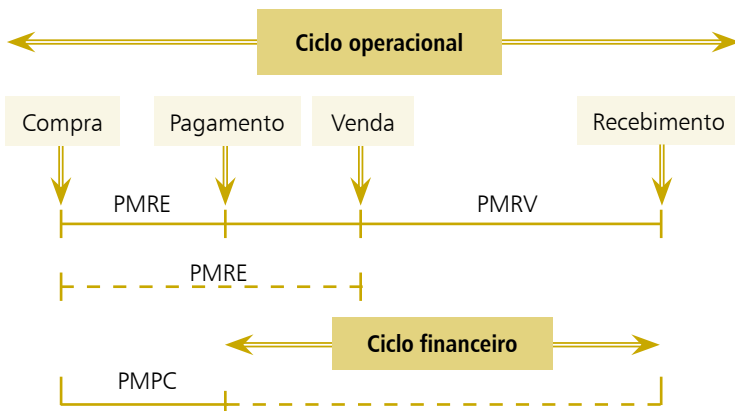 Ciclo operacional
Compra
Pagamento
Venda
Recebimento
PMRE
PMRV
PMRE
Ciclo financeiro
PMPC